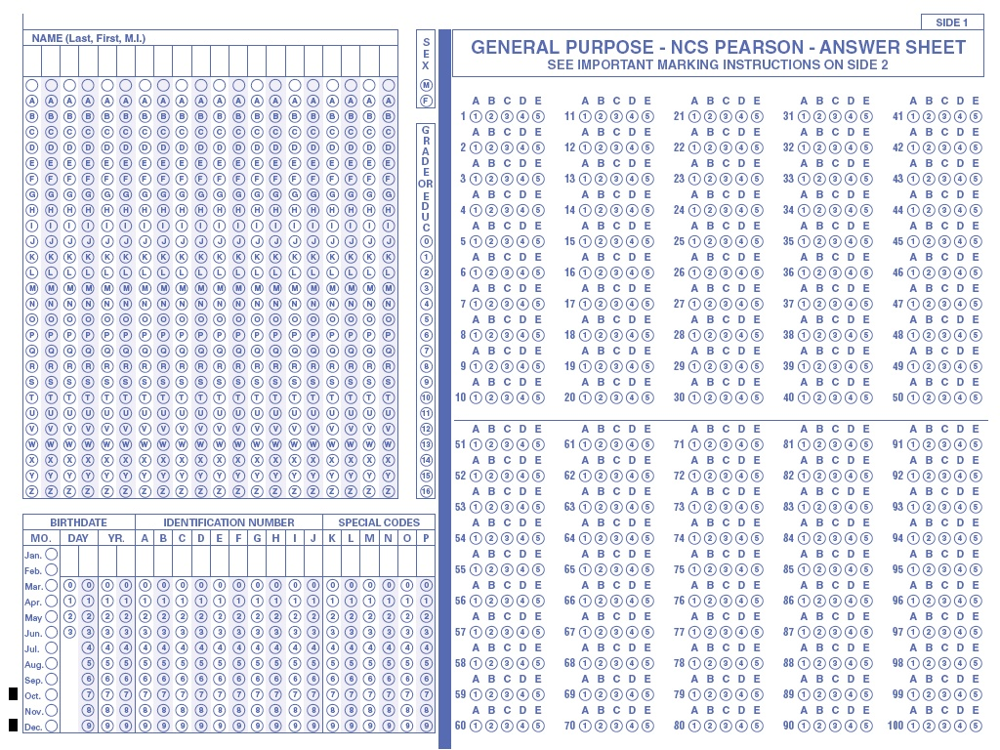 NAME (Last, First, M.I.)
A A A A A A A A A A A A A A A A A A A A
B B B B B B B B B B B B B B B B B B B B
C C C C C C C C C C C C C C C C C C C C
D D D D D D D D D D D D D D D D D D D D
E E E E E E E E E E E E E E E E E E E E
F F F F F F F F F F F F F F F F F F F F
G G G G G G G G G G G G G G G G G G G G
H H H H H H H H H H H H H H H H H H H H
I I I I I I I I I I I I I I I I I I I I
J J J J J J J J J J J J J J J J J J J J
K K K K K K K K K K K K K K K K K K K K
L L L L L L L L L L L L L L L L L L L L
M M M M M M M M M M M M M M M M M M M M
N N N N N N N N N N N N N N N N N N N N
O O O O O O O O O O O O O O O O O O O O
P P P P P P P P P P P P P P P P P P P P
Q Q Q Q Q Q Q Q Q Q Q Q Q Q Q Q Q Q Q Q
R R R R R R R R R R R R R R R R R R R R
S S S S S S S S S S S S S S S S S S S S
T T T T T T T T T T T T T T T T T T T T
U U U U U U U U U U U U U U U U U U U U
V V V V V V V V V V V V V V V V V V V V
W W W W W W W W W W W W W W W W W W W W
X X X X X X X X X X X X X X X X X X X X
Y Y Y Y Y Y Y Y Y Y Y Y Y Y Y Y Y Y Y Y
Z Z Z Z Z Z Z Z Z Z Z Z Z Z Z Z Z Z Z Z
SEX
M
F
GRADE OR EDUC
0
1
2
3
4
5
6
7
8
9
10
11
12
13
14
15
16
BIRTHDATE IDENTIFICATION NUMBER SPECIAL CODES
MO. DAY YR. A B C D E F G H I J K L M N O P
Jan.
Feb.
Mar. 0 0 0 0 0 0 0 0 0 0 0 0 0 0 0 0 0 0 0 0
Apr. 1 1 1 1 1 1 1 1 1 1 1 1 1 1 1 1 1 1 1 1
May 2 2 2 2 2 2 2 2 2 2 2 2 2 2 2 2 2 2 2 2
Jun. 3 3 3 3 3 3 3 3 3 3 3 3 3 3 3 3 3 3 3 3
Jul. 4 4 4 4 4 4 4 4 4 4 4 4 4 4 4 4 4 4 4
Aug. 5 5 5 5 5 5 5 5 5 5 5 5 5 5 5 5 5 5 5
Sep. 6 6 6 6 6 6 6 6 6 6 6 6 6 6 6 6 6 6 6
Oct. 7 7 7 7 7 7 7 7 7 7 7 7 7 7 7 7 7 7 7
Nov. 8 8 8 8 8 8 8 8 8 8 8 8 8 8 8 8 8 8 8
Dec. 9 9 9 9 9 9 9 9 9 9 9 9 9 9 9 9 9 9 9
SIDE 1
GENERAL PURPOSE - NCS PEARSON - ANSWER SHEET
SEE IMPORTANT MARKING INSTRUCTIONS ON SIDE 2
A B C D E A B C D E A B C D E A B C D E A B C D E
1 1 2 3 4 5 11 1 2 3 4 5 21 1 2 3 4 5 31 1 2 3 4 5 41 1 2 3 4 5
A B C D E A B C D E A B C D E A B C D E A B C D E
2 1 2 3 4 5 12 1 2 3 4 5 22 1 2 3 4 5 32 1 2 3 4 5 42 1 2 3 4 5
A B C D E A B C D E A B C D E A B C D E A B C D E
3 1 2 3 4 5 13 1 2 3 4 5 23 1 2 3 4 5 33 1 2 3 4 5 43 1 2 3 4 5
A B C D E A B C D E A B C D E A B C D E A B C D E
4 1 2 3 4 5 14 1 2 3 4 5 24 1 2 3 4 5 34 1 2 3 4 5 44 1 2 3 4 5
A B C D E A B C D E A B C D E A B C D E A B C D E
5 1 2 3 4 5 15 1 2 3 4 5 25 1 2 3 4 5 35 1 2 3 4 5 45 1 2 3 4 5
A B C D E A B C D E A B C D E A B C D E A B C D E
6 1 2 3 4 5 16 1 2 3 4 5 26 1 2 3 4 5 36 1 2 3 4 5 46 1 2 3 4 5
A B C D E A B C D E A B C D E A B C D E A B C D E
7 1 2 3 4 5 17 1 2 3 4 5 27 1 2 3 4 5 37 1 2 3 4 5 47 1 2 3 4 5
A B C D E A B C D E A B C D E A B C D E A B C D E
8 1 2 3 4 5 18 1 2 3 4 5 28 1 2 3 4 5 38 1 2 3 4 5 48 1 2 3 4 5
A B C D E A B C D E A B C D E A B C D E A B C D E
9 1 2 3 4 5 19 1 2 3 4 5 29 1 2 3 4 5 39 1 2 3 4 5 49 1 2 3 4 5
A B C D E A B C D E A B C D E A B C D E A B C D E
10 1 2 3 4 5 20 1 2 3 4 5 30 1 2 3 4 5 40 1 2 3 4 5 50 1 2 3 4 5
A B C D E A B C D E A B C D E A B C D E A B C D E
51 1 2 3 4 5 61 1 2 3 4 5 71 1 2 3 4 5 81 1 2 3 4 5 91 1 2 3 4 5
A B C D E A B C D E A B C D E A B C D E A B C D E
52 1 2 3 4 5 62 1 2 3 4 5 72 1 2 3 4 5 82 1 2 3 4 5 92 1 2 3 4 5
A B C D E A B C D E A B C D E A B C D E A B C D E
53 1 2 3 4 5 63 1 2 3 4 5 73 1 2 3 4 5 83 1 2 3 4 5 93 1 2 3 4 5
A B C D E A B C D E A B C D E A B C D E A B C D E
54 1 2 3 4 5 64 1 2 3 4 5 74 1 2 3 4 5 84 1 2 3 4 5 94 1 2 3 4 5
A B C D E A B C D E A B C D E A B C D E A B C D E
55 1 2 3 4 5 65 1 2 3 4 5 75 1 2 3 4 5 85 1 2 3 4 5 95 1 2 3 4 5
A B C D E A B C D E A B C D E A B C D E A B C D E
56 1 2 3 4 5 66 1 2 3 4 5 76 1 2 3 4 5 86 1 2 3 4 5 96 1 2 3 4 5
A B C D E A B C D E A B C D E A B C D E A B C D E
57 1 2 3 4 5 67 1 2 3 4 5 77 1 2 3 4 5 87 1 2 3 4 5 97 1 2 3 4 5
A B C D E A B C D E A B C D E A B C D E A B C D E
58 1 2 3 4 5 68 1 2 3 4 5 78 1 2 3 4 5 88 1 2 3 4 5 98 1 2 3 4 5
A B C D E A B C D E A B C D E A B C D E A B C D E
59 1 2 3 4 5 69 1 2 3 4 5 79 1 2 3 4 5 89 1 2 3 4 5 99 1 2 3 4 5
A B C D E A B C D E A B C D E A B C D E A B C D E
60 1 2 3 4 5 70 1 2 3 4 5 80 1 2 3 4 5 90 1 2 3 4 5 100 1 2 3 4 5